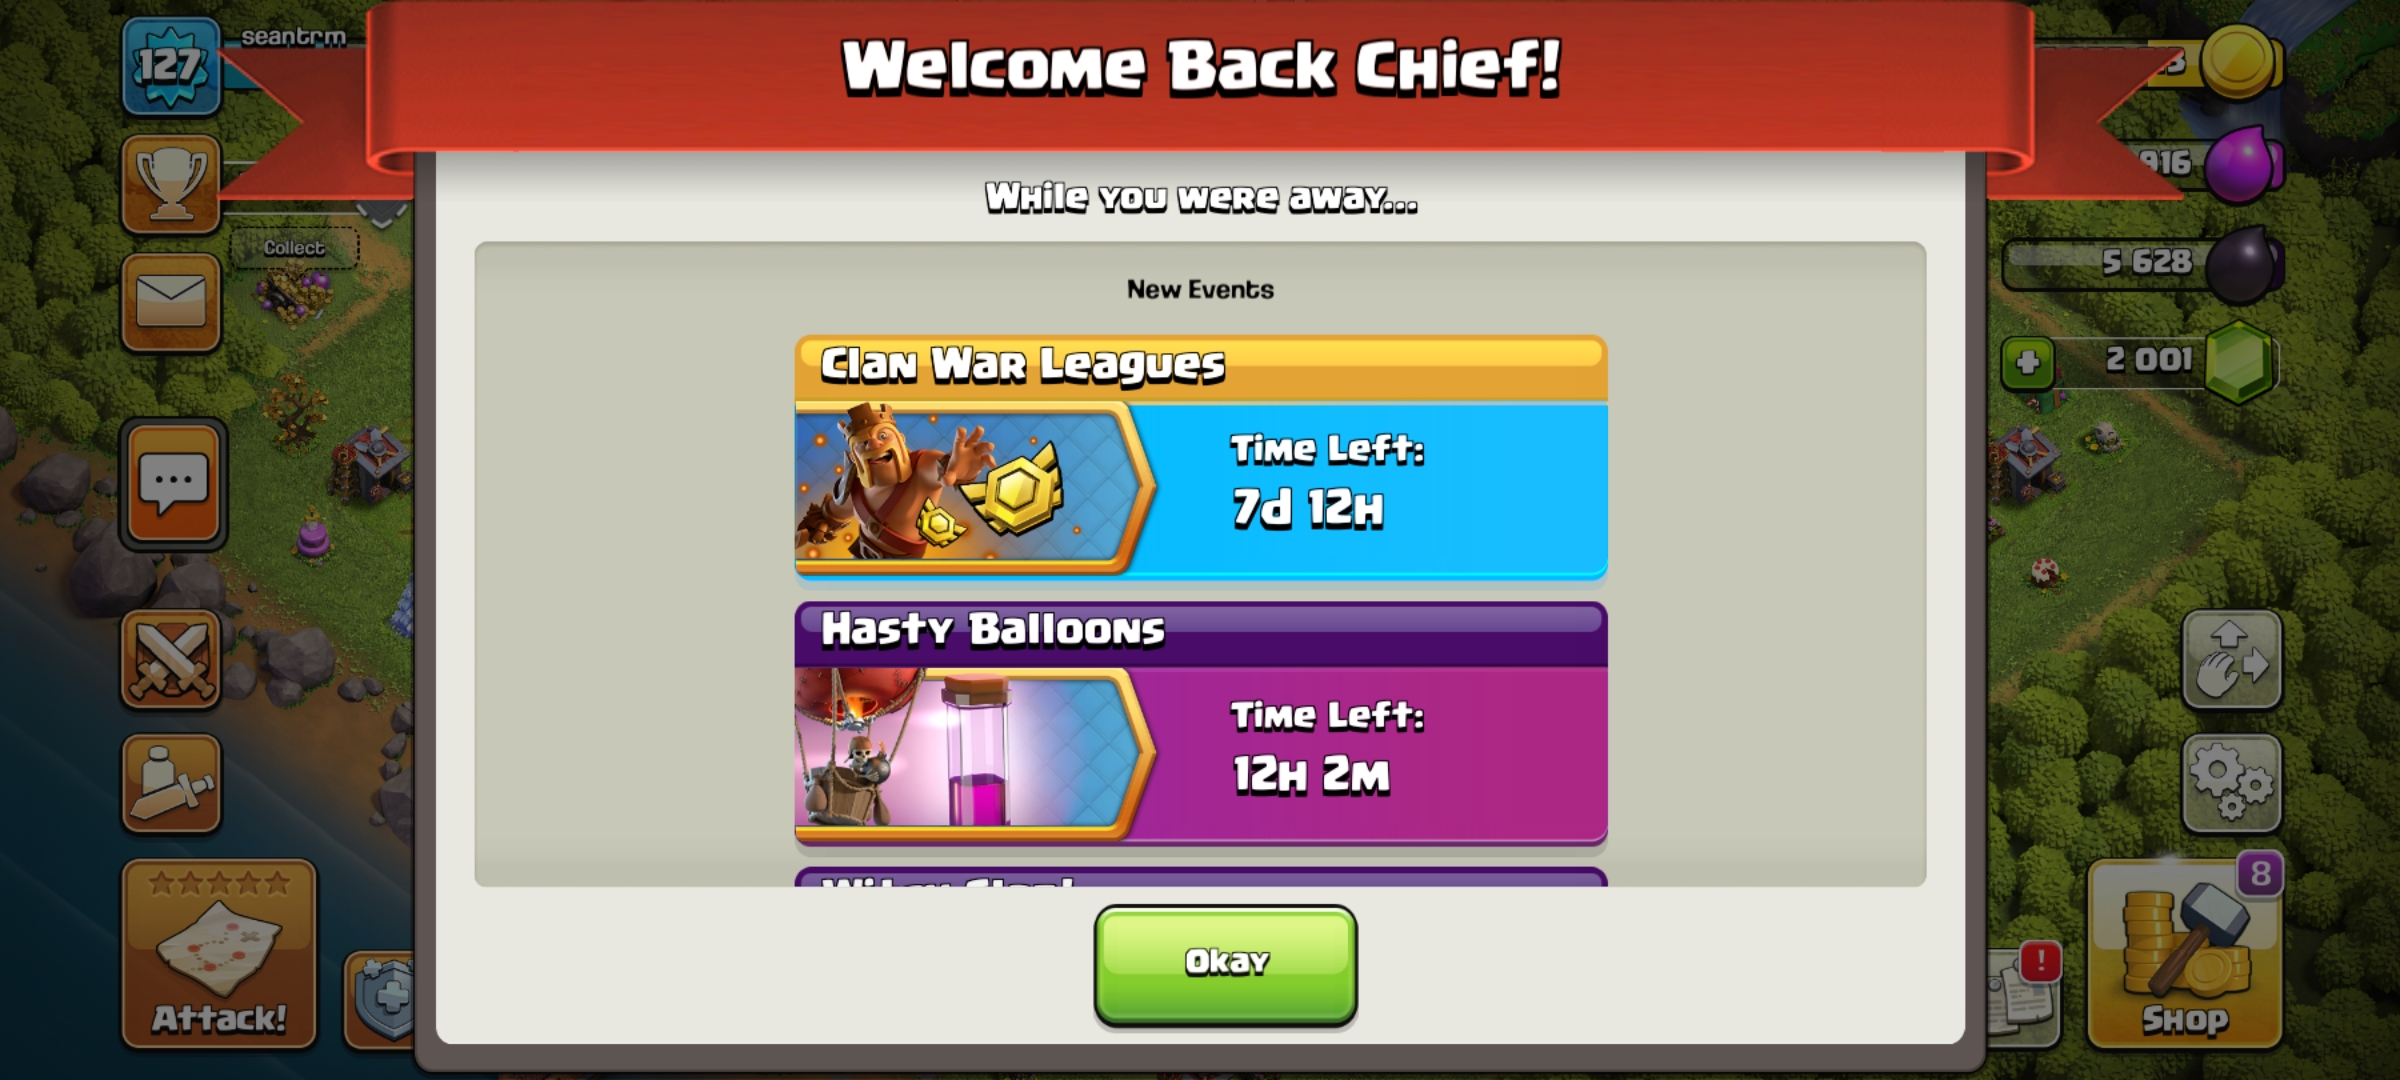 127
seantrm
Welcome Back Chief!
While you were away...
Collect
New Events
916
5 628
2 001
Clan War Leagues
Time Left:
7d 12H
Hasty Balloons
Time Left:
12H 2M
8
Okay
!
Attack!
Shop